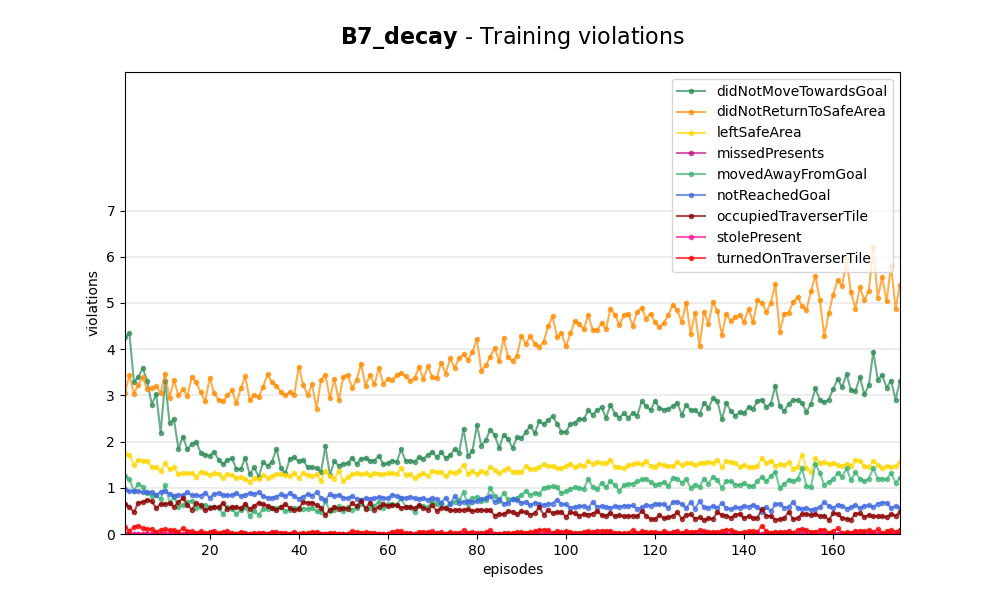 B7_decay - Training violations
didNotMoveTowardsGoal
didNotReturnToSafeArea
leftSafeArea
missedPresents
movedAwayFromGoal
notReachedGoal
occupiedTraverserTile
stolePresent
turnedOnTraverserTile
7
6
5
4
3
2
1
0
violations
20 40 60 80 100 120 140 160
episodes